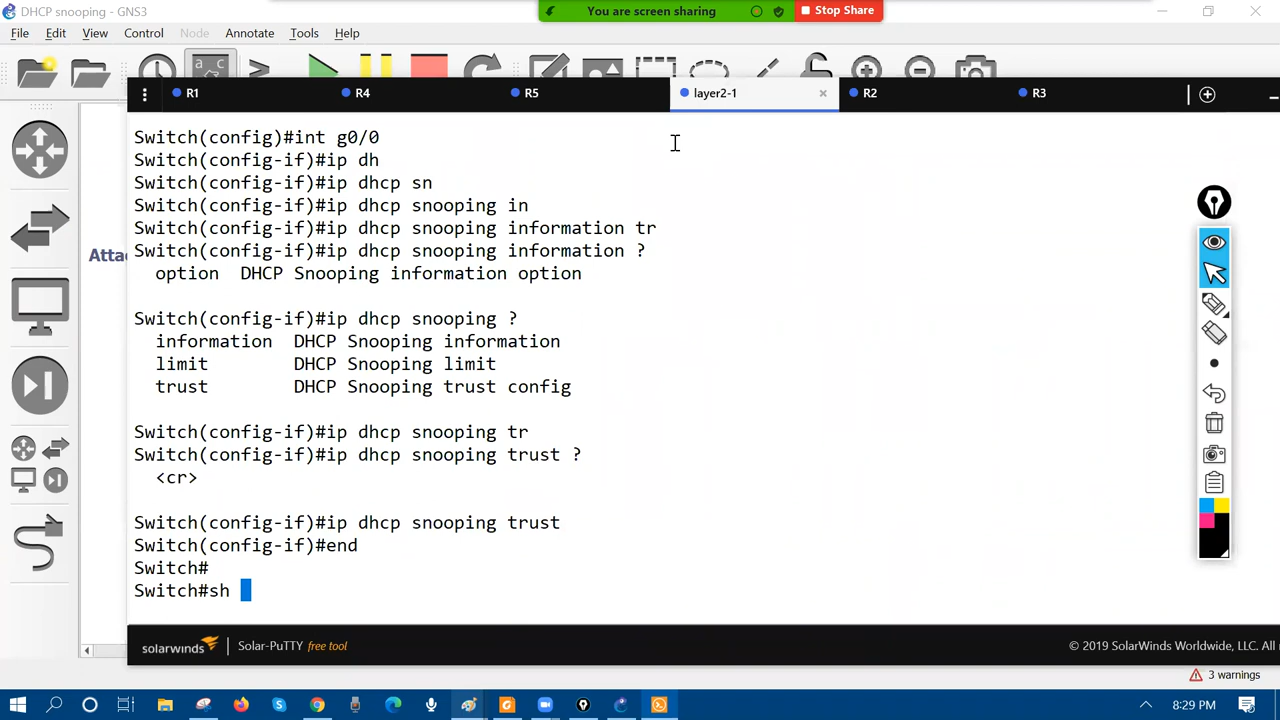 DHCP snooping - GNS3
You are screen sharing
Stop Share
File Edit View Control Node Annotate Tools Help
R1 R4 R5 layer2-1 R2 R3
Switch(config)#int g0/0
Switch(config-if)#ip dh
Switch(config-if)#ip dhcp sn
Switch(config-if)#ip dhcp snooping in
Switch(config-if)#ip dhcp snooping information tr
Switch(config-if)#ip dhcp snooping information ?
option DHCP Snooping information option
Switch(config-if)#ip dhcp snooping ?
information DHCP Snooping information
limit DHCP Snooping limit
trust DHCP Snooping trust config
Switch(config-if)#ip dhcp snooping tr
Switch(config-if)#ip dhcp snooping trust ?
<cr>
Switch(config-if)#ip dhcp snooping trust
Switch(config-if)#end
Switch#
Switch#sh
Attac
solarwinds Solar-PuTTY free tool © 2019 SolarWinds Worldwide, LLC. All
3 warnings
8:29 PM